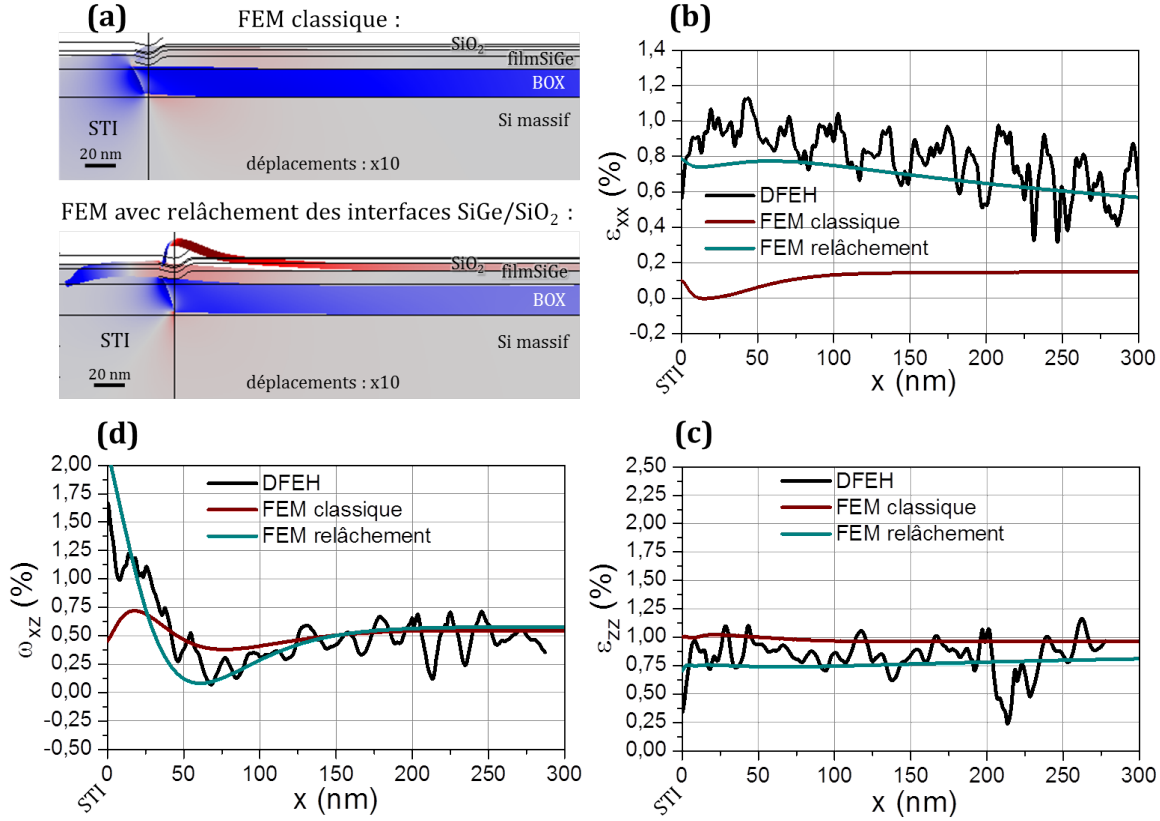 (a)
FEM classique :
SiO2
filmSiGe
BOX
Si massif
STI
20 nm
déplacements : x10
FEM avec relâchement des interfaces SiGe/SiO2 :
SiO2
filmSiGe
BOX
Si massif
STI
20 nm
déplacements : x10
(b)
1,4
1,2
1,0
0,8
0,6
0,4
0,2
0,0
-0,2
εxx (%)
DFEH
FEM classique
FEM relâchement
0 50 100 150 200 250 300
STI
x (nm)
(d)
2,00
1,75
1,50
1,25
1,00
0,75
0,50
0,25
0,00
-0,25
-0,50
ωxz (%)
DFEH
FEM classique
FEM relâchement
0 50 100 150 200 250 300
STI
x (nm)
(c)
2,50
2,25
2,00
1,75
1,50
1,25
1,00
0,75
0,50
0,25
0,00
εzz (%)
DFEH
FEM classique
FEM relâchement
0 50 100 150 200 250 300
STI
x (nm)